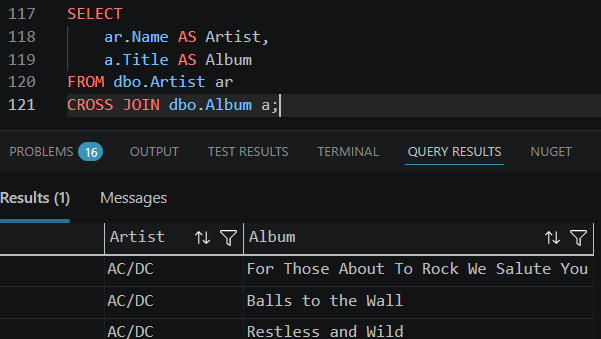 117 SELECT
118 ar.Name AS Artist,
119 a.Title AS Album
120 FROM dbo.Artist ar
121 CROSS JOIN dbo.Album a;
PROBLEMS 16 OUTPUT TEST RESULTS TERMINAL QUERY RESULTS NUGET
Results (1) Messages
Artist Album
AC/DC For Those About To Rock We Salute You
AC/DC Balls to the Wall
AC/DC Restless and Wild